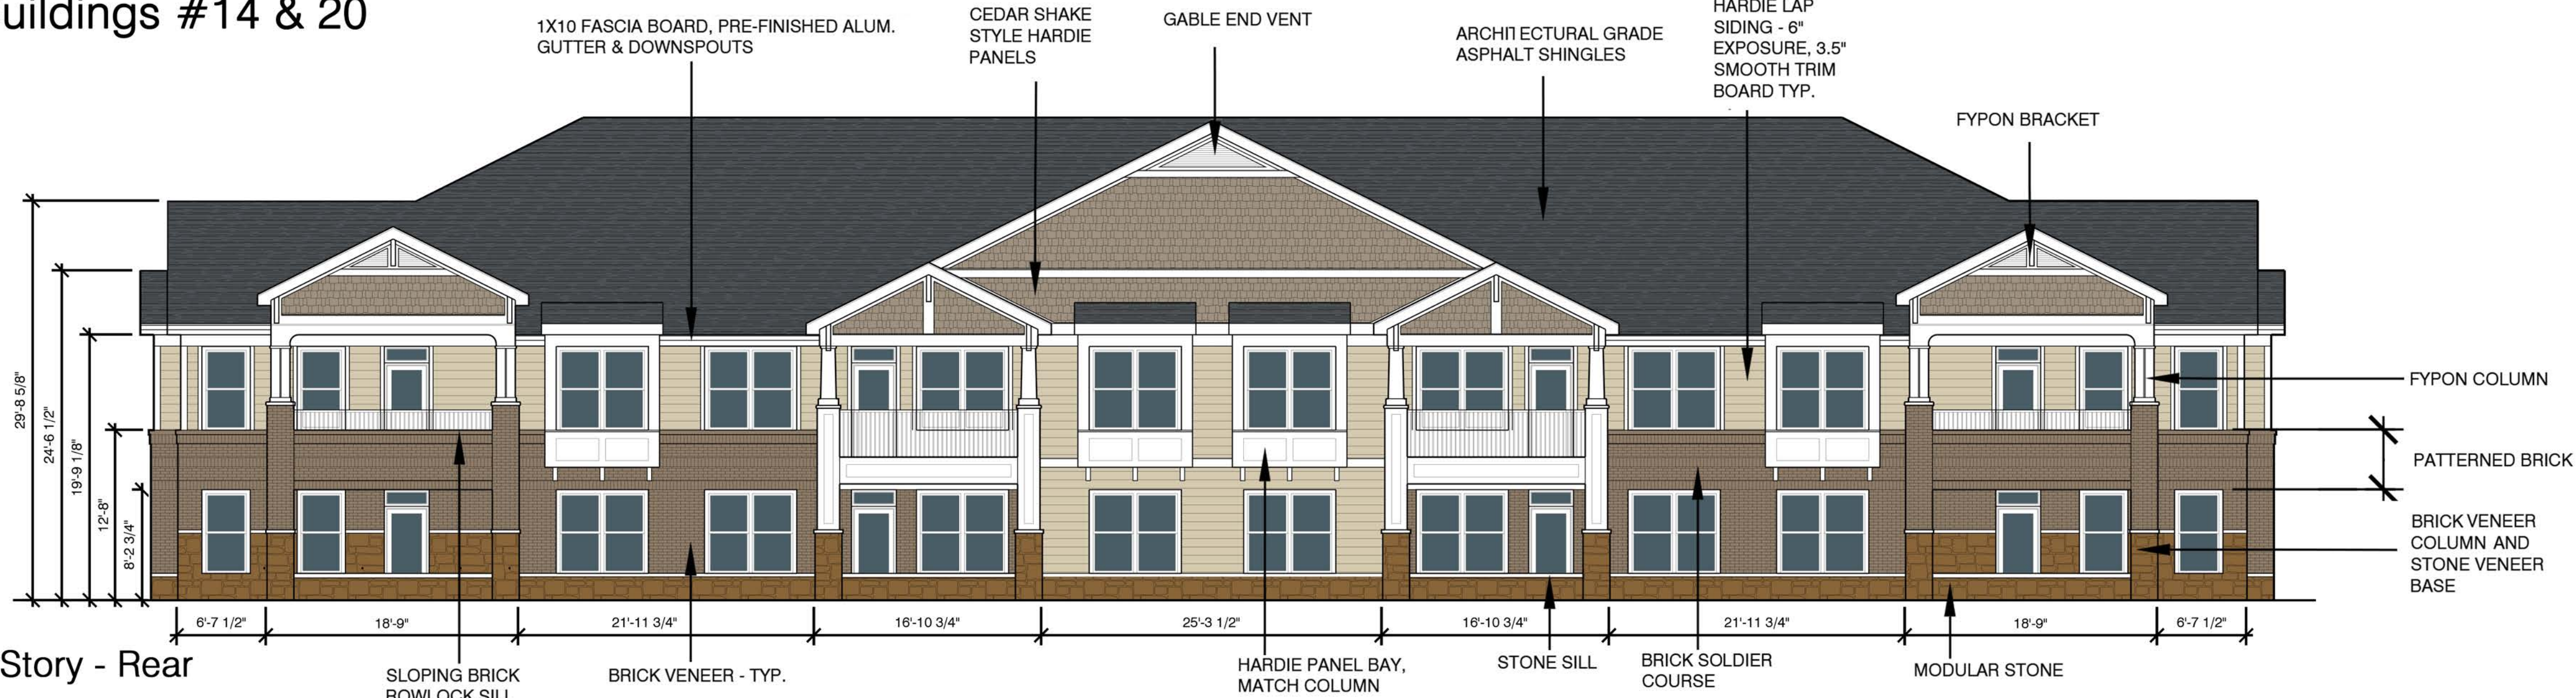 uildings #14 & 20
1X10 FASCIA BOARD, PRE-FINISHED ALUM.
GUTTER & DOWNSPOUTS
CEDAR SHAKE
STYLE HARDIE
PANELS
GABLE END VENT
ARCHITECTURAL GRADE
ASPHALT SHINGLES
HARDIE LAP
SIDING - 6"
EXPOSURE, 3.5"
SMOOTH TRIM
BOARD TYP.
FYPON BRACKET
29'-8 5/8"
24'-6 1/2"
19'-9 1/8"
12'-8"
8'-2 3/4"
FYPON COLUMN
PATTERNED BRICK
BRICK VENEER
COLUMN AND
STONE VENEER
BASE
6'-7 1/2"
18'-9"
21'-11 3/4"
16'-10 3/4"
25'-3 1/2"
16'-10 3/4"
21'-11 3/4"
18'-9"
6'-7 1/2"
Story - Rear
SLOPING BRICK
ROWLOCK SILL
BRICK VENEER - TYP.
HARDIE PANEL BAY,
MATCH COLUMN
STONE SILL
BRICK SOLDIER
COURSE
MODULAR STONE